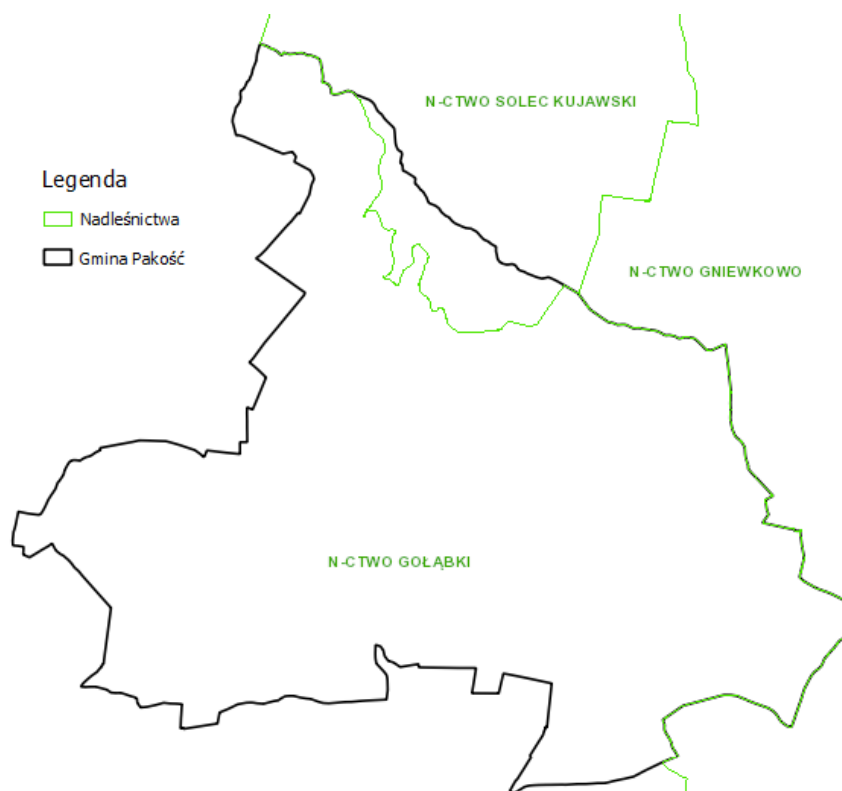 N-CTWO SOLEC KUJAWSKI
Legenda
Nadleśnictwa
Gmina Pakość
N-CTWO GNIEWKOWO
N-CTWO GOŁĄBKI